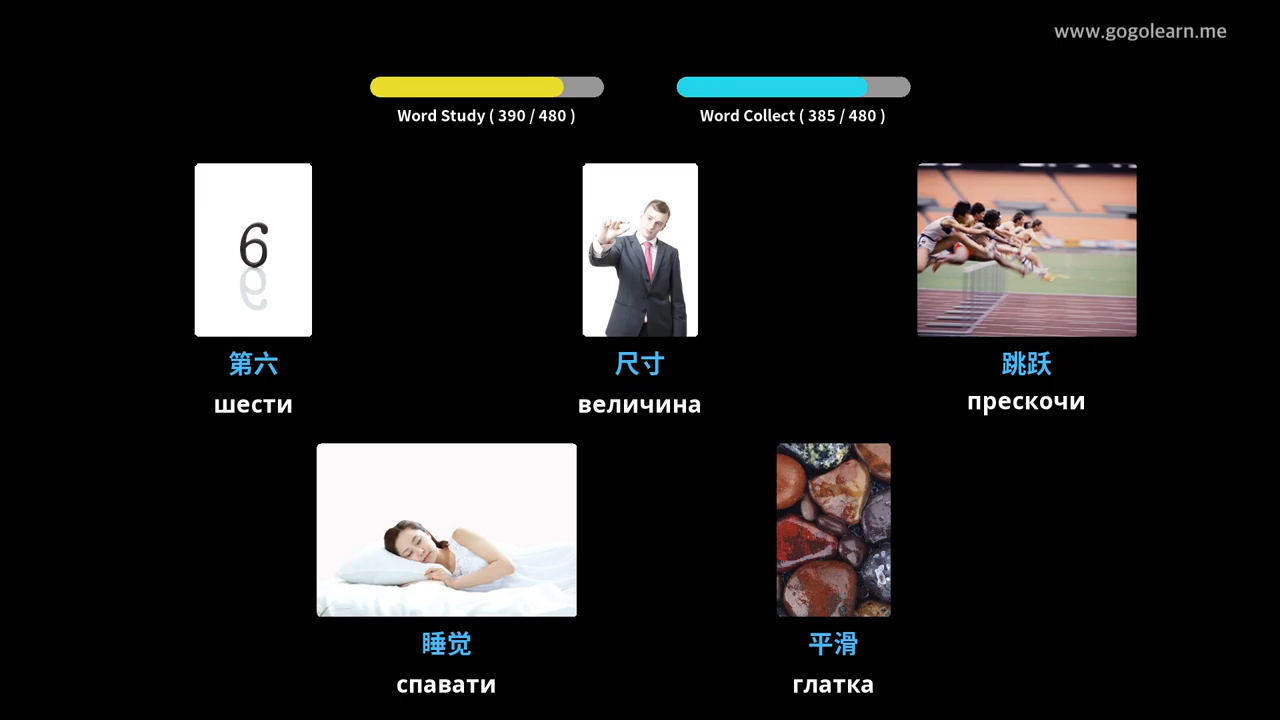 www.gogolearn.me
Word Study ( 390 / 480 )
Word Collect ( 385 / 480 )
6
第六
шести
尺寸
величина
跳跃
прескочи
睡觉
спавати
平滑
глатка